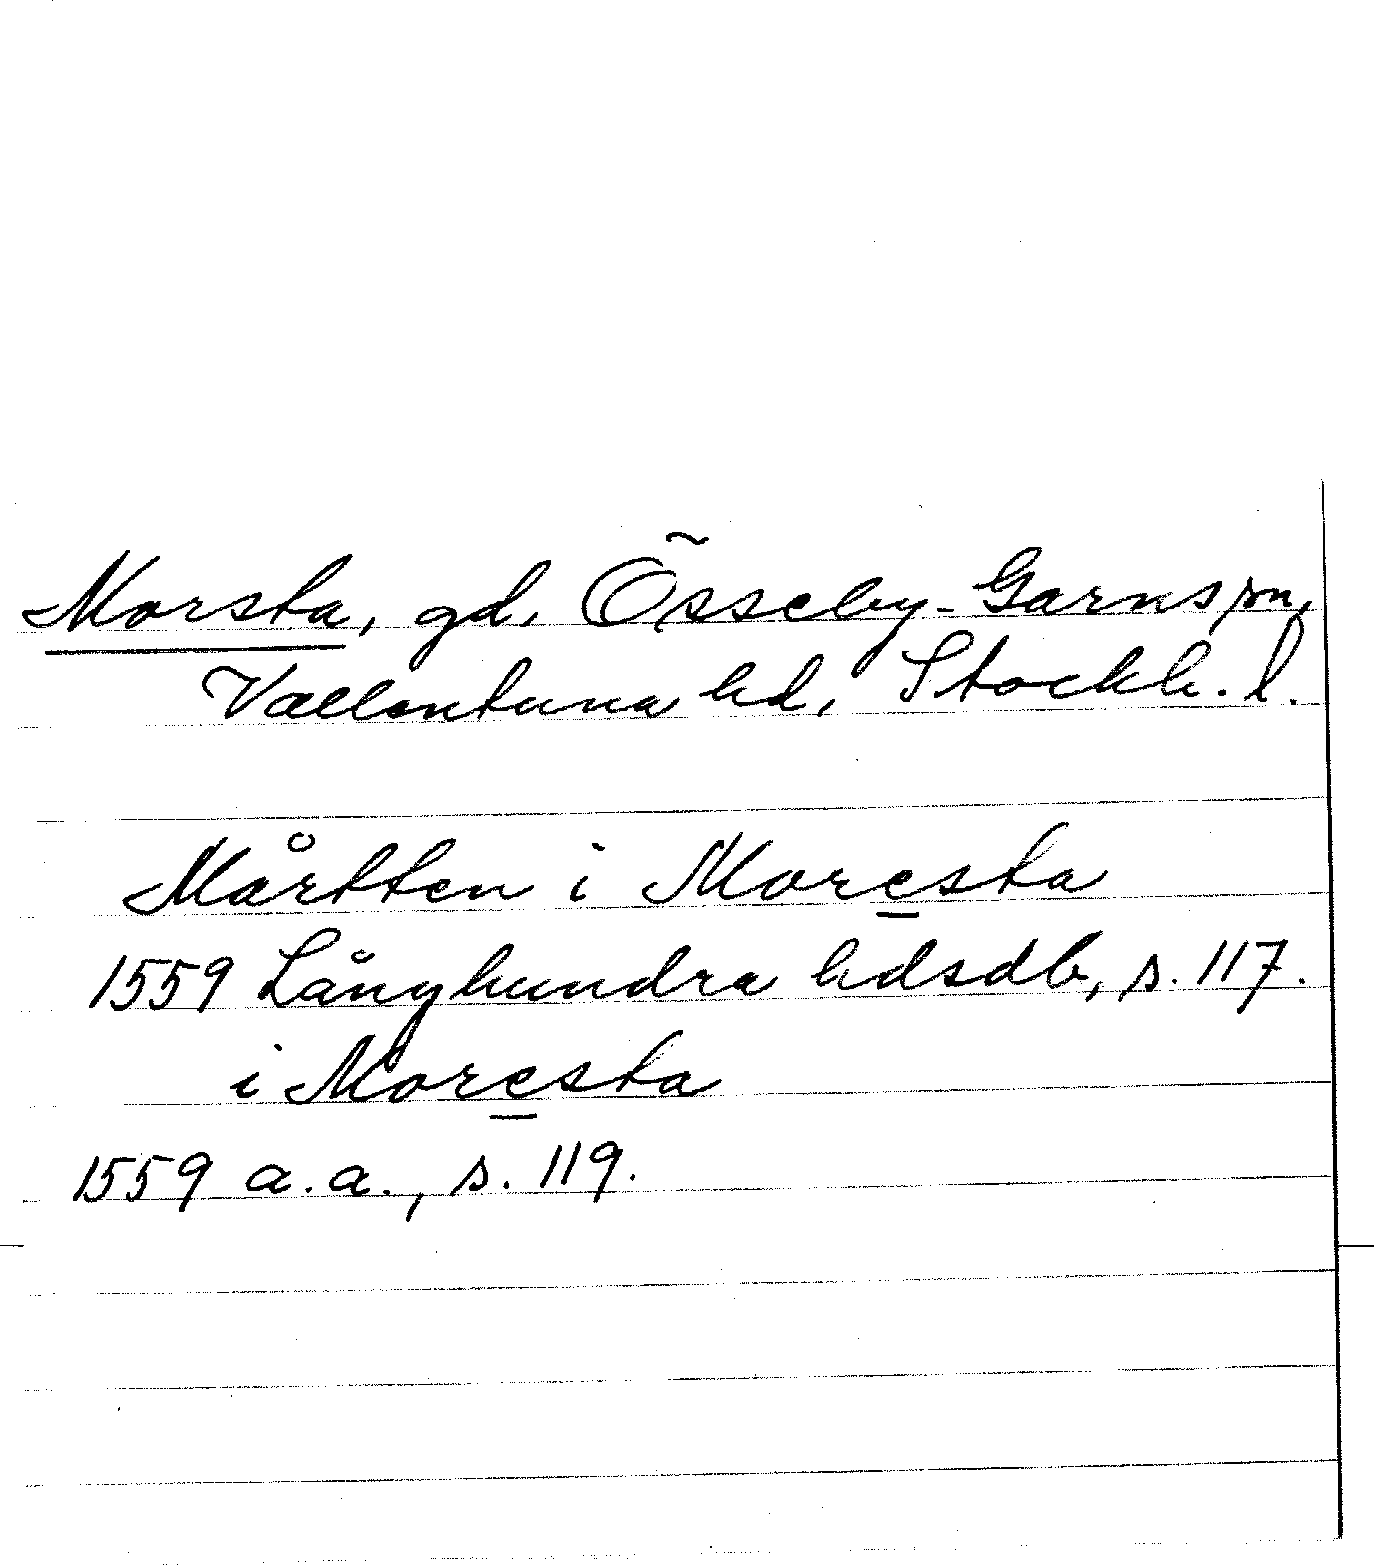 Morsta, gd, Össeby-Garns sn,
Vallentuna hd, Stockh. l.
Mårtten i Moresta
1559 Långhundra hdsdb, s. 117.
i Moresta
1559 a.a., s. 119.